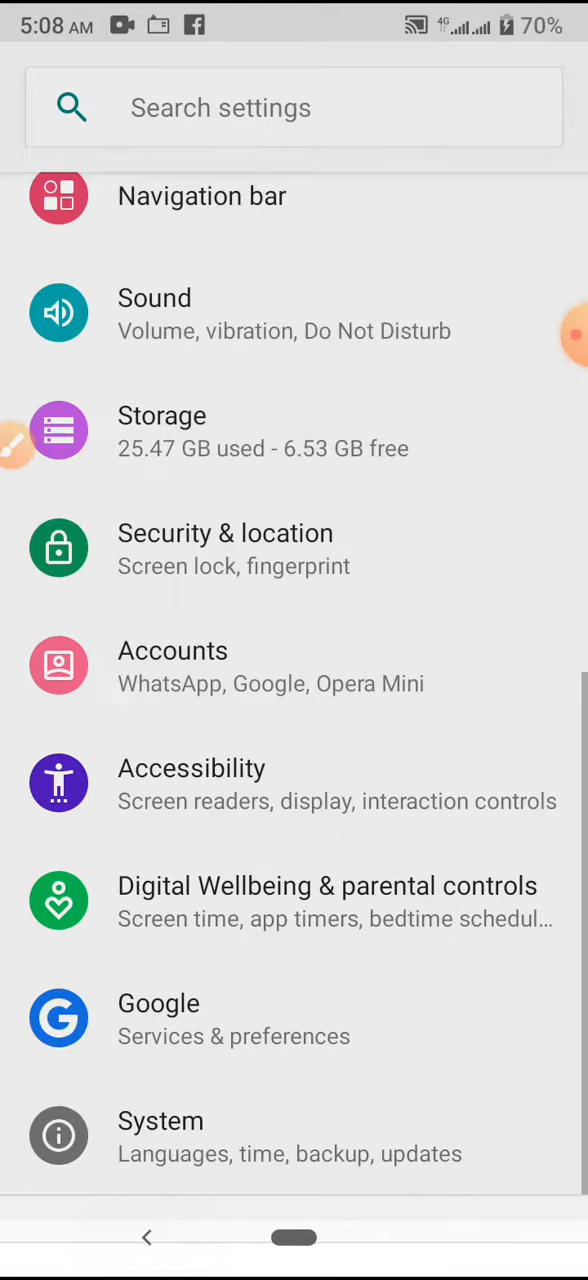 5:08 AM 4G 70%
Search settings
Navigation bar
Sound
Volume, vibration, Do Not Disturb
Storage
25.47 GB used - 6.53 GB free
Security & location
Screen lock, fingerprint
Accounts
WhatsApp, Google, Opera Mini
Accessibility
Screen readers, display, interaction controls
Digital Wellbeing & parental controls
Screen time, app timers, bedtime schedul...
Google
Services & preferences
System
Languages, time, backup, updates